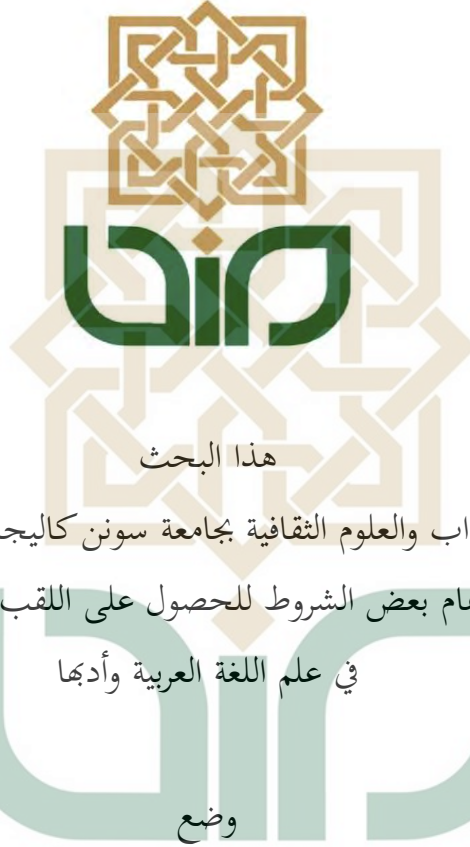 هذا البحث
والعلوم الثقافية بجامعة سونن
بعض الشروط للحصول على اللقب
في علم اللغة العربية وأدبها
وضع